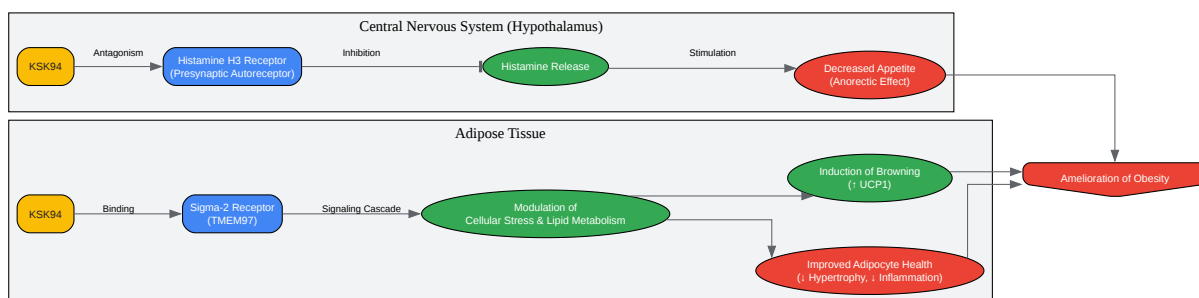 Central Nervous System (Hypothalamus)
KSK94
Antagonism
Histamine H3 Receptor
(Presynaptic Autoreceptor)
Inhibition
Histamine Release
Stimulation
Decreased Appetite
(Anorectic Effect)
Adipose Tissue
KSK94
Binding
Sigma-2 Receptor
(TMEM97)
Signaling Cascade
Modulation of
Cellular Stress & Lipid Metabolism
Induction of Browning
(↑ UCP1)
Improved Adipocyte Health
(↓ Hypertrophy, ↓ Inflammation)
Amelioration of Obesity